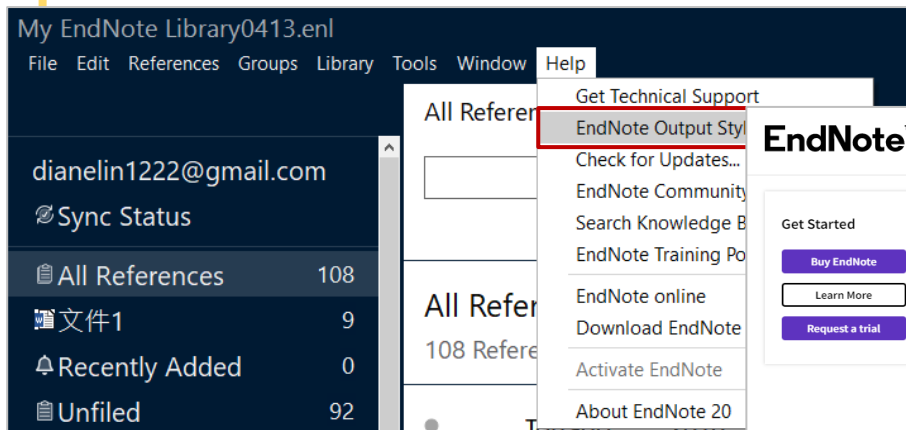 My EndNote Library0413.enl
File Edit References Groups Library Tools Window Help
dianelin1222@gmail.com
Sync Status
All References 108
文件1 9
Recently Added 0
Unfiled 92
All Referen
All Refer
108 Refere
Get Technical Support
EndNote Output Styl
Check for Updates...
EndNote Community
Search Knowledge B
EndNote Training Po
EndNote online
Download EndNote
Activate EndNote
About EndNote 20
EndNote
Get Started
Buy EndNote
Learn More
Request a trial